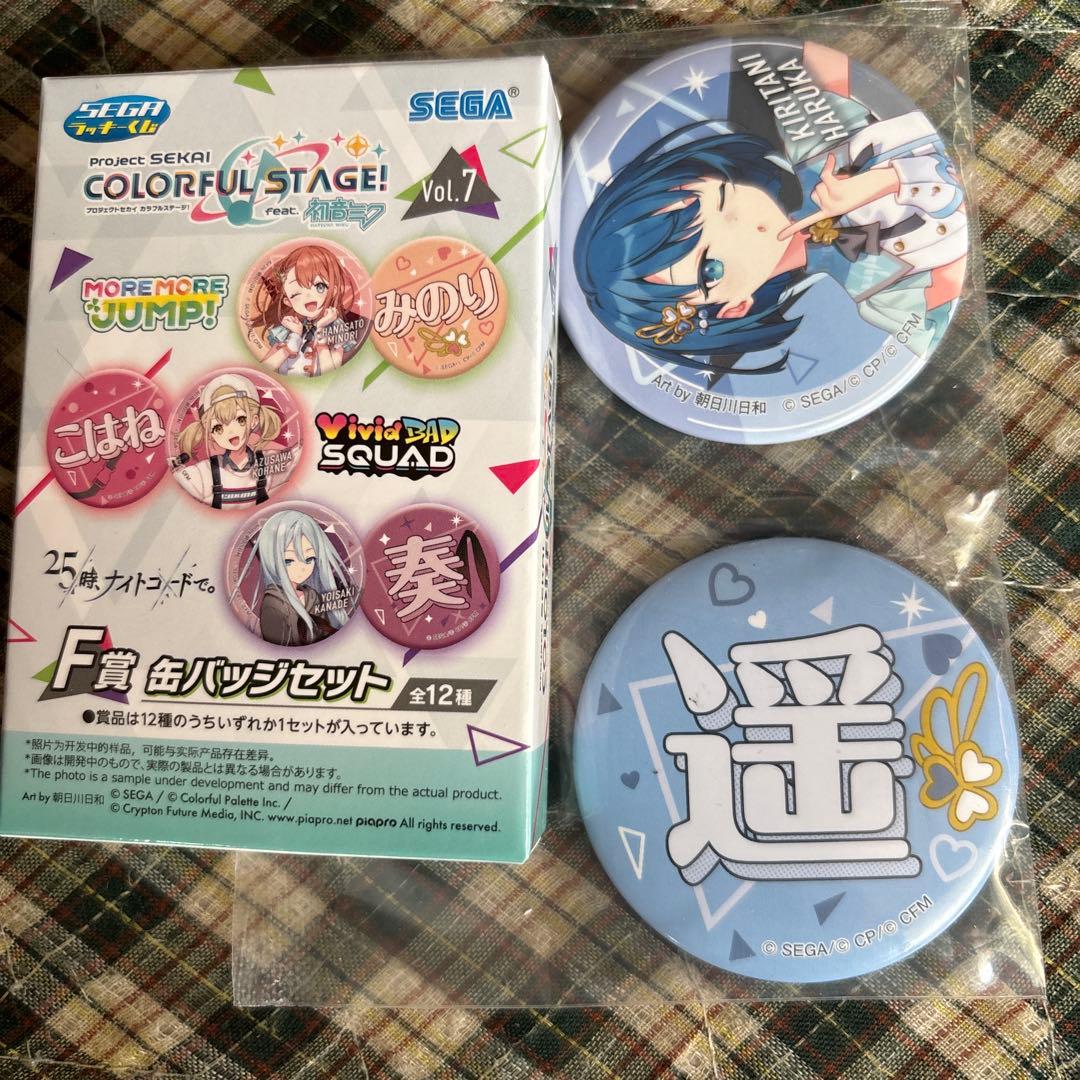 SEGA
ラッキーくじ
SEGA®
Project SEKAI
COLORFUL STAGE!
プロジェクトセカイ カラフルステージ!
feat. 初音ミク
HATSUNE MIKU
Vol.7
MORE MORE
JUMP!
HANASATO
MINORI
みのり
こはね
AZUSAWA
KOHANE
Vivid BAD
SQUAD
25時、ナイトコードで。
YOISAKI
KANADE
奏
F賞 缶バッジセット 全12種
●賞品は12種のうちいずれか1セットが入っています。
*照片为开发中的样品，可能与实际产品存在差异。
*画像は開発中のもので、実際の製品とは異なる場合があります。
*The photo is a sample under development and may differ from the actual product.
Art by 朝日川日和 © SEGA / © Colorful Palette Inc. /
© Crypton Future Media, INC. www.piapro.net piapro All rights reserved.
KIRITANI
HARUKA
Art by 朝日川日和 © SEGA/© CP/© CFM
遥
© SEGA/© CP/© CFM